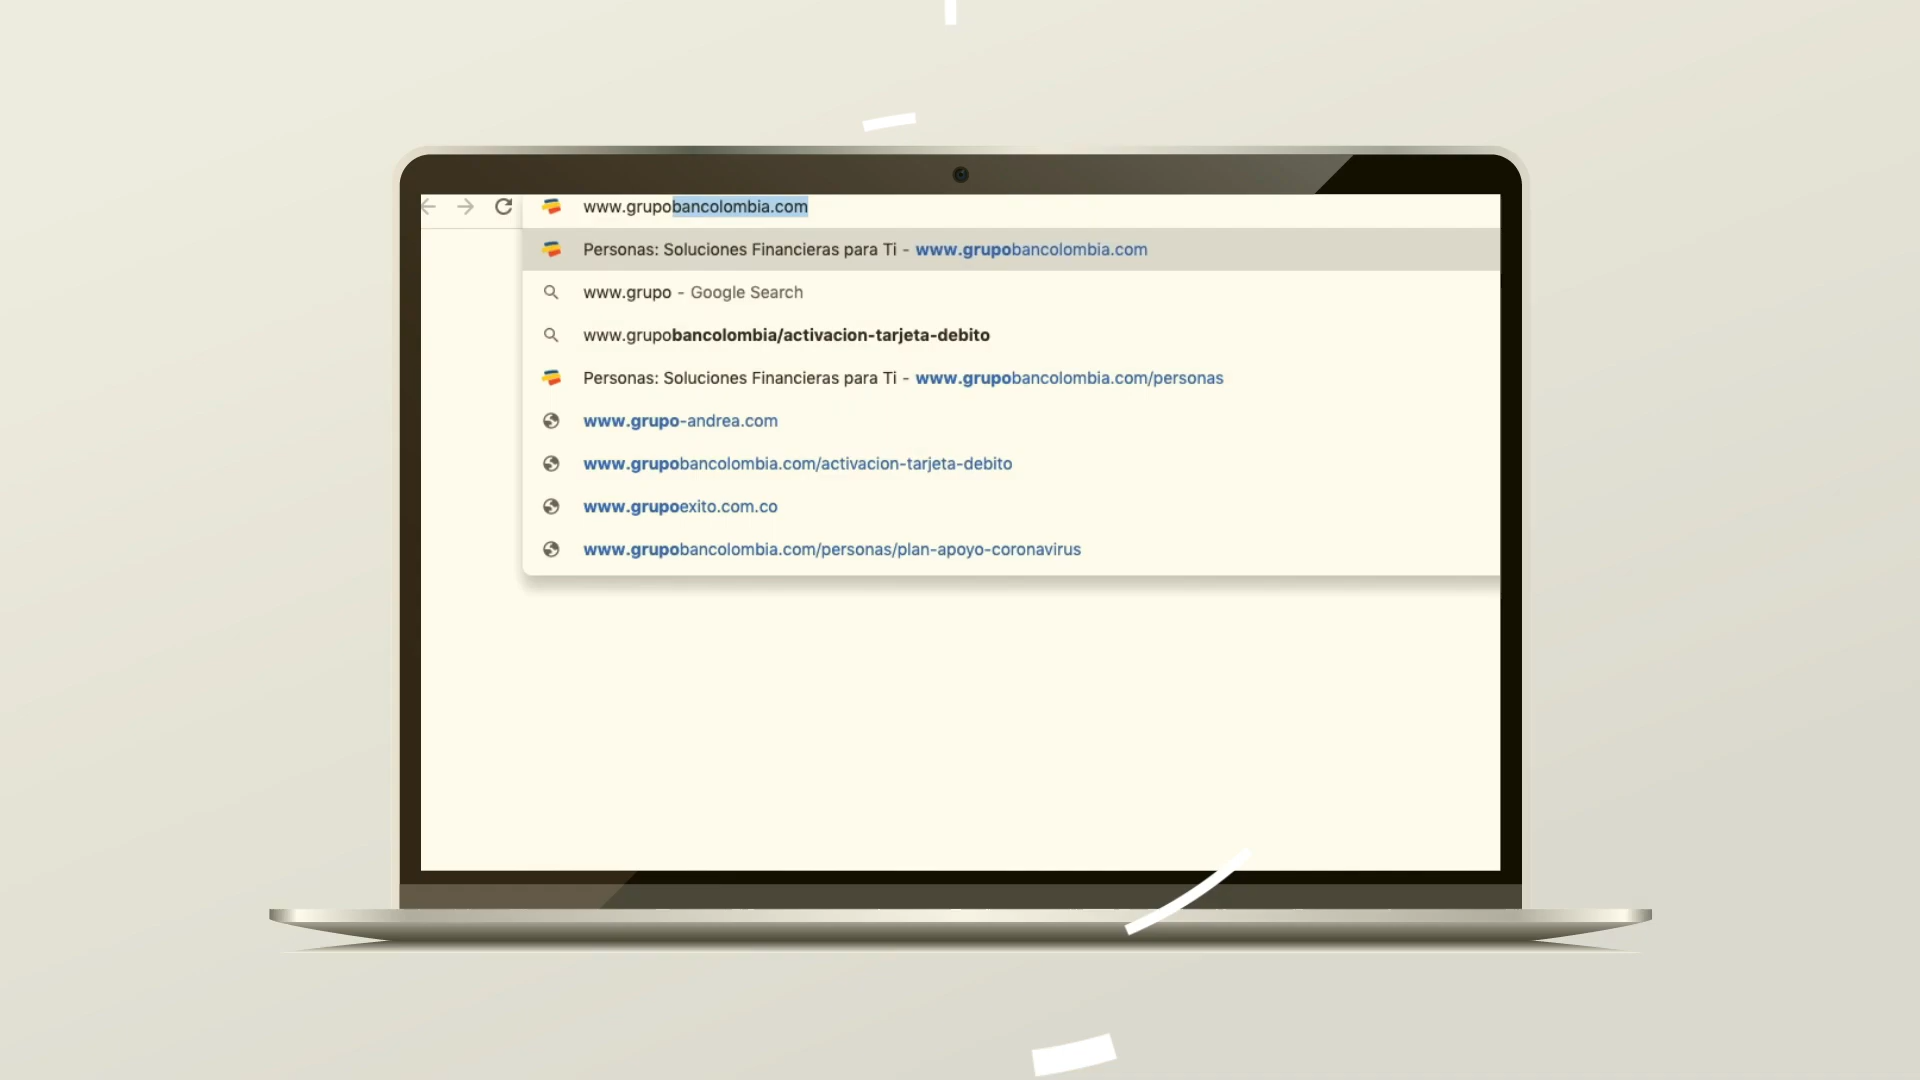 www.grupobancolombia.com
Personas: Soluciones Financieras para Ti - www.grupobancolombia.com
www.grupo - Google Search
www.grupobancolombia/activacion-tarjeta-debito
Personas: Soluciones Financieras para Ti - www.grupobancolombia.com/personas
www.grupo-andrea.com
www.grupobancolombia.com/activacion-tarjeta-debito
www.grupoexito.com.co
www.grupobancolombia.com/personas/plan-apoyo-coronavirus